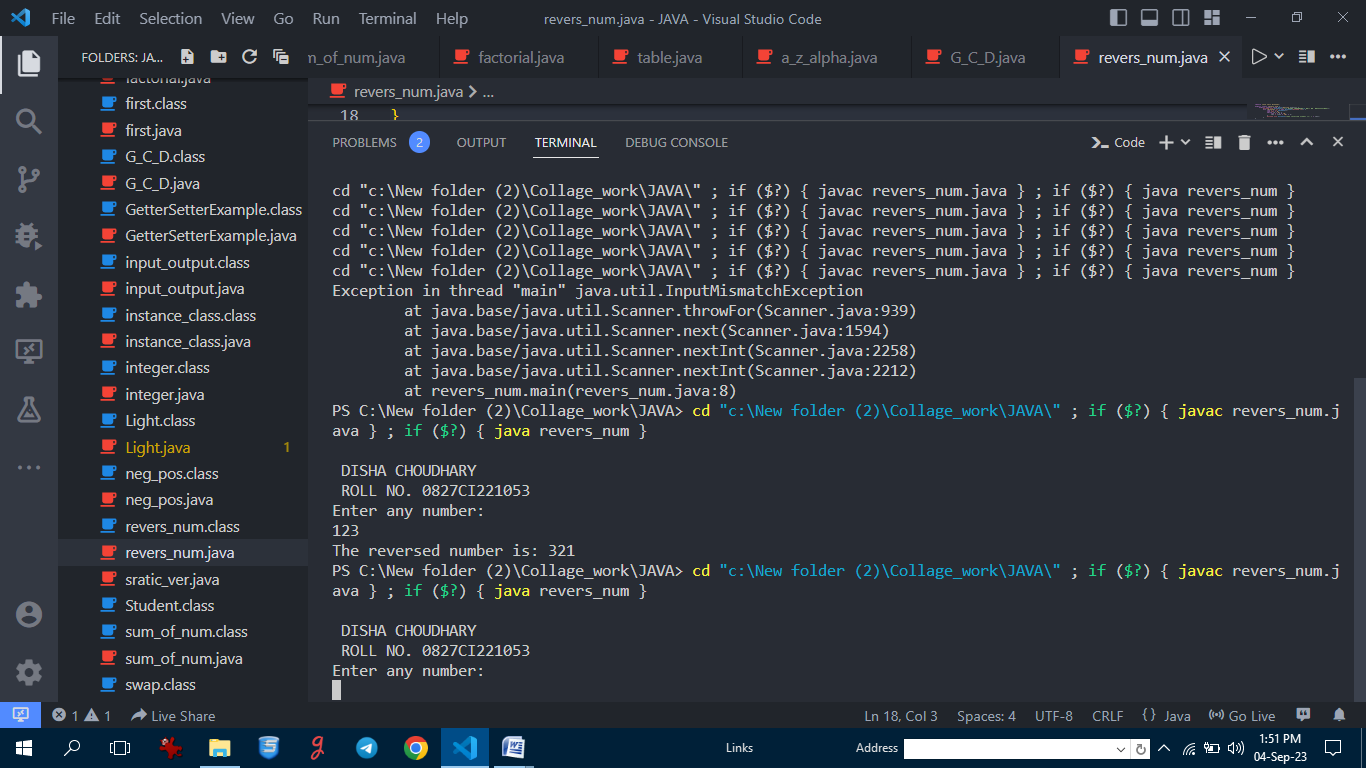 File Edit Selection View Go Run Terminal Help revers_num.java - JAVA - Visual Studio Code
FOLDERS: JA... m_of_num.java factorial.java table.java a_z_alpha.java G_C_D.java revers_num.java
revers_num.java > ...
18 }
factorial.java
first.class
first.java
G_C_D.class
G_C_D.java
GetterSetterExample.class
GetterSetterExample.java
input_output.class
input_output.java
instance_class.class
instance_class.java
integer.class
integer.java
Light.class
Light.java 1
neg_pos.class
neg_pos.java
revers_num.class
revers_num.java
sratic_ver.java
Student.class
sum_of_num.class
sum_of_num.java
swap.class
PROBLEMS 2 OUTPUT TERMINAL DEBUG CONSOLE Code
cd "c:\New folder (2)\Collage_work\JAVA\" ; if ($?) { javac revers_num.java } ; if ($?) { java revers_num }
cd "c:\New folder (2)\Collage_work\JAVA\" ; if ($?) { javac revers_num.java } ; if ($?) { java revers_num }
cd "c:\New folder (2)\Collage_work\JAVA\" ; if ($?) { javac revers_num.java } ; if ($?) { java revers_num }
cd "c:\New folder (2)\Collage_work\JAVA\" ; if ($?) { javac revers_num.java } ; if ($?) { java revers_num }
cd "c:\New folder (2)\Collage_work\JAVA\" ; if ($?) { javac revers_num.java } ; if ($?) { java revers_num }
Exception in thread "main" java.util.InputMismatchException
at java.base/java.util.Scanner.throwFor(Scanner.java:939)
at java.base/java.util.Scanner.next(Scanner.java:1594)
at java.base/java.util.Scanner.nextInt(Scanner.java:2258)
at java.base/java.util.Scanner.nextInt(Scanner.java:2212)
at revers_num.main(revers_num.java:8)
PS C:\New folder (2)\Collage_work\JAVA> cd "c:\New folder (2)\Collage_work\JAVA\" ; if ($?) { javac revers_num.j
ava } ; if ($?) { java revers_num }
DISHA CHOUDHARY
ROLL NO. 0827CI221053
Enter any number:
123
The reversed number is: 321
PS C:\New folder (2)\Collage_work\JAVA> cd "c:\New folder (2)\Collage_work\JAVA\" ; if ($?) { javac revers_num.j
ava } ; if ($?) { java revers_num }
DISHA CHOUDHARY
ROLL NO. 0827CI221053
Enter any number:
1 1 Live Share Ln 18, Col 3 Spaces: 4 UTF-8 CRLF {} Java Go Live
Links Address 1:51 PM
04-Sep-23